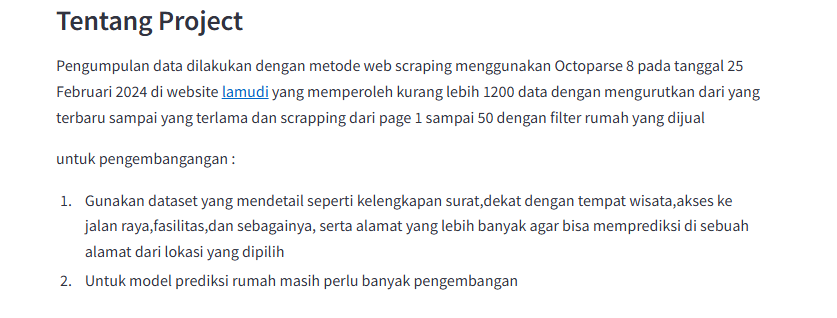 Tentang Project
Pengumpulan data dilakukan dengan metode web scraping menggunakan Octoparse 8 pada tanggal 25
Februari 2024 di website lamudi yang memperoleh kurang lebih 1200 data dengan mengurutkan dari yang
terbaru sampai yang terlama dan scrapping dari page 1 sampai 50 dengan filter rumah yang dijual
untuk pengembangangan :
1. Gunakan dataset yang mendetail seperti kelengkapan surat,dekat dengan tempat wisata,akses ke
jalan raya,fasilitas,dan sebagainya, serta alamat yang lebih banyak agar bisa memprediksi di sebuah
alamat dari lokasi yang dipilih
2. Untuk model prediksi rumah masih perlu banyak pengembangan